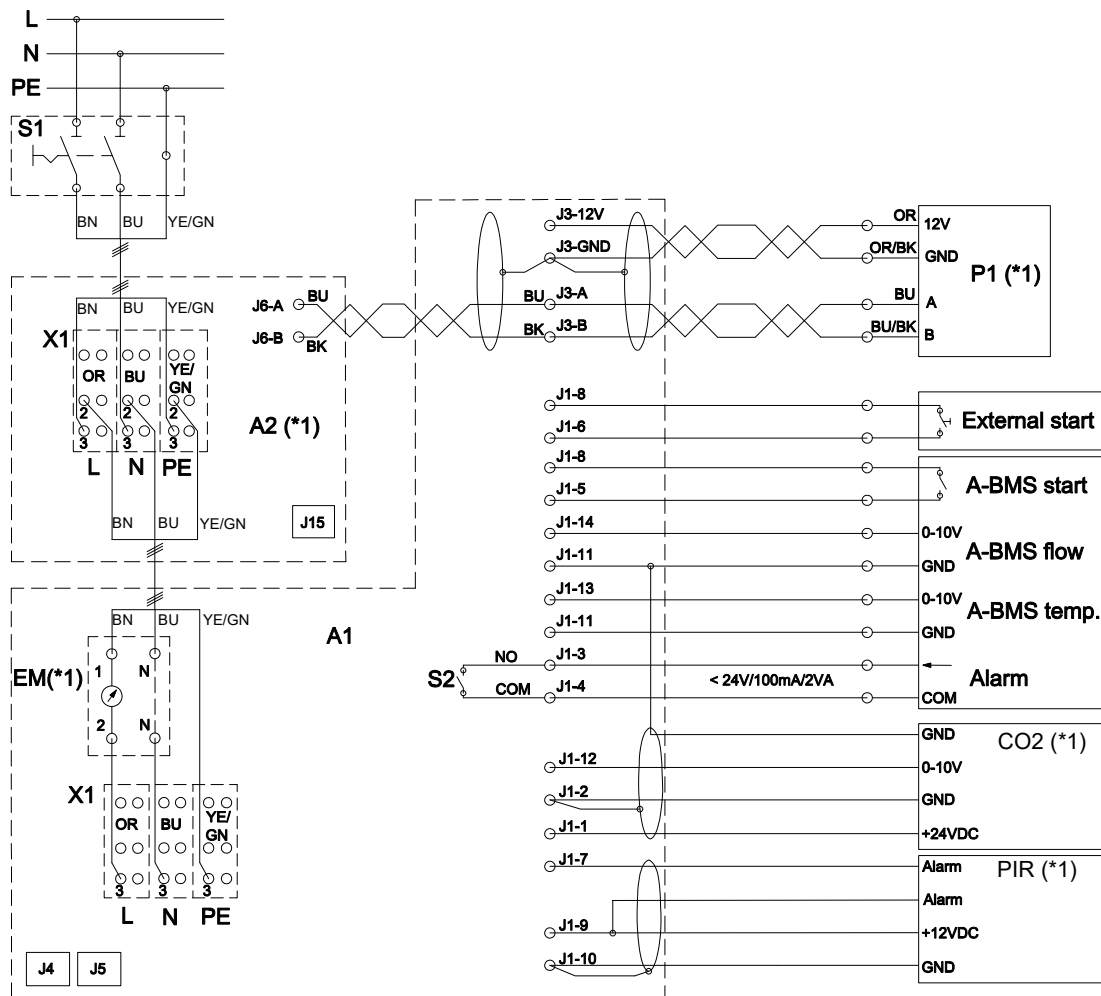 L
N
PE
S1
BN BU YE/GN
BN BU YE/GN
X1
OR BU YE/
GN
2 2 2
3 3 3
L N PE
A2 (*1)
BN BU YE/GN
J15
J6-A BU
J6-B BK
BN BU YE/GN
A1
EM(*1)
1 N
2 N
X1
OR BU YE/
GN
3 3 3
L N PE
J4 J5
J3-12V OR 12V
J3-GND OR/BK GND
P1 (*1)
BU J3-A BU A
BK J3-B BU/BK B
J1-8
External start
J1-6
J1-8
A-BMS start
J1-5
J1-14 0-10V
A-BMS flow
J1-11 GND
J1-13 0-10V
A-BMS temp.
J1-11 GND
S2
NO J1-3
Alarm
< 24V/100mA/2VA
COM J1-4 COM
GND
CO2 (*1)
J1-12 0-10V
J1-2 GND
J1-1 +24VDC
J1-7 Alarm
PIR (*1)
Alarm
J1-9 +12VDC
J1-10 GND